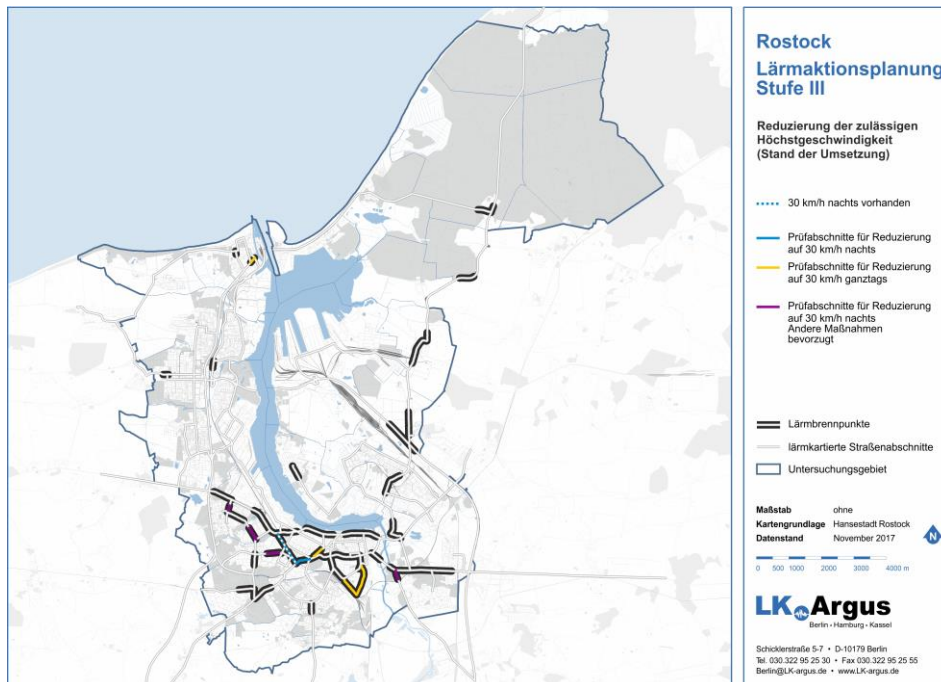 Rostock
Lärmaktionsplanung
Stufe III
Reduzierung der zulässigen
Höchstgeschwindigkeit
(Stand der Umsetzung)
30 km/h nachts vorhanden
Prüfabschnitte für Reduzierung
auf 30 km/h nachts
Prüfabschnitte für Reduzierung
auf 30 km/h ganztags
Prüfabschnitte für Reduzierung
auf 30 km/h nachts
Andere Maßnahmen
bevorzugt
Lärmbrennpunkte
lärmkartierte Straßenabschnitte
Untersuchungsgebiet
Maßstab ohne
Kartengrundlage Hansestadt Rostock
Datenstand November 2017
N
0 500 1000 2000 3000 4000 m
LK Argus
Berlin • Hamburg • Kassel
Schicklerstraße 5-7 • D-10179 Berlin
Tel. 030.322 95 25 30 • Fax 030.322 95 25 55
Berlin@LK-argus.de • www.LK-argus.de